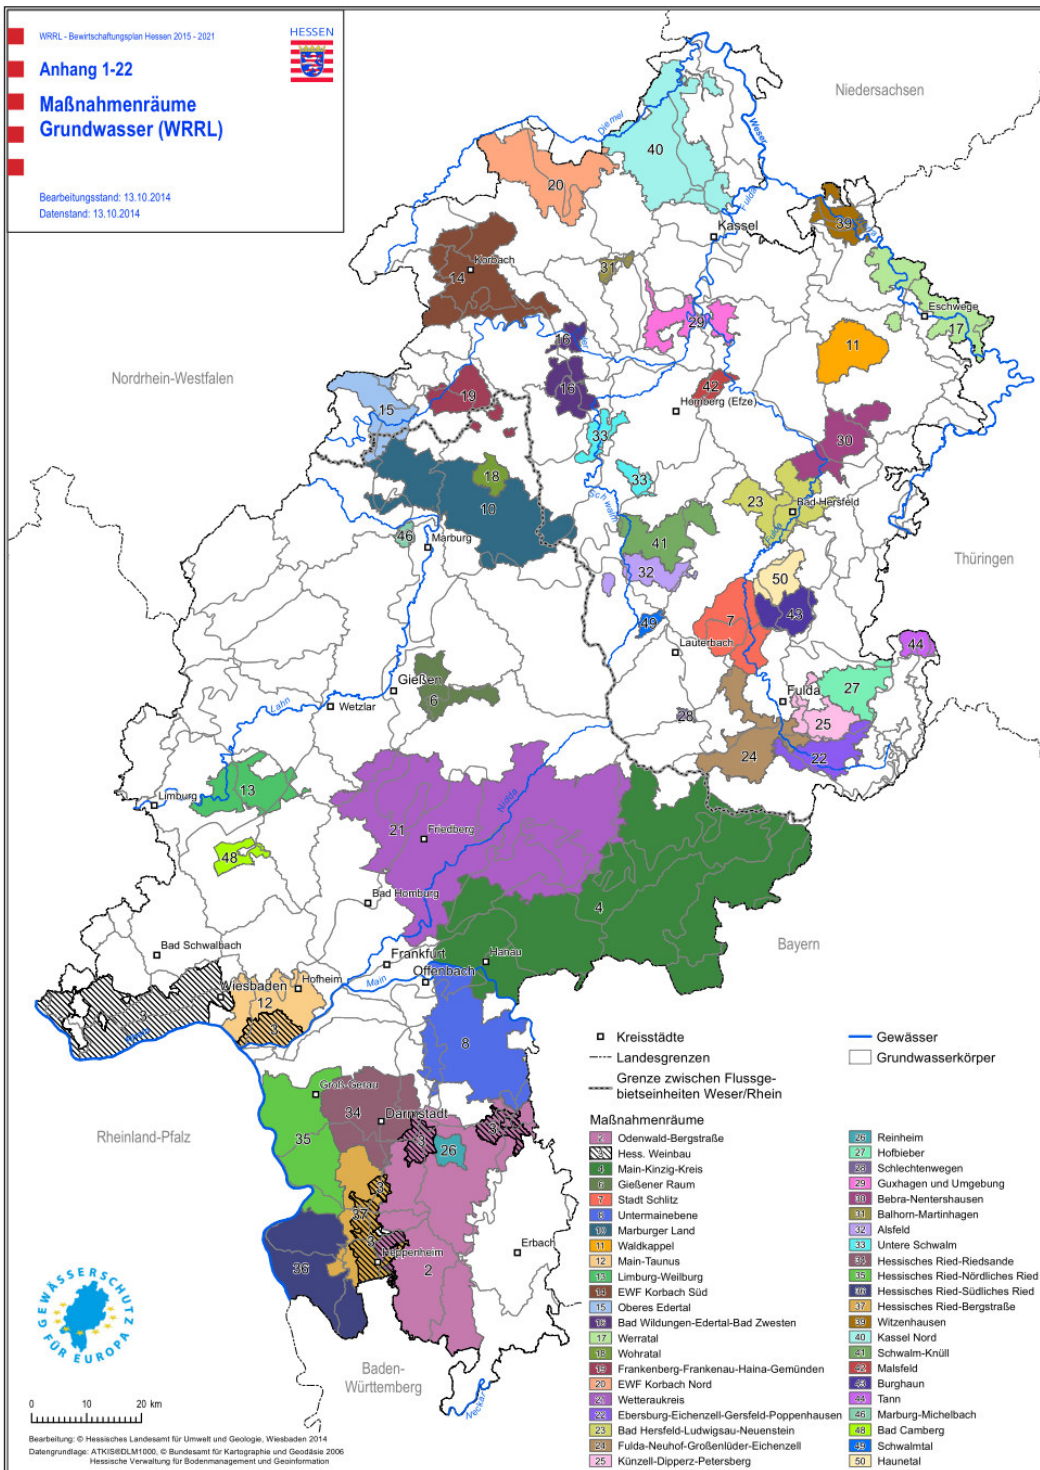 WRRL - Bewirtschaftungsplan Hessen 2015 - 2021
HESSEN
Anhang 1-22
Maßnahmenräume
Grundwasser (WRRL)
Bearbeitungsstand: 13.10.2014
Datenstand: 13.10.2014
Niedersachsen
Diemel
Weser
40
20
Fulda
Kassel
39
Korbach
14
31
Eschwege
17
29
11
16
Nordrhein-Westfalen
16
42
19
15
Homberg (Efze)
33
30
18
33
23
Bad Hersfeld
Schwalm
10
46
41
Marburg
Fulda
Thüringen
32
50
43
49
7
Lauterbach
44
Gießen
27
Fulda
6
Wetzlar
Lahn
28
25
24
22
13
Limburg
Nidda
21
Friedberg
48
Bad Homburg
4
Bad Schwalbach
Bayern
Frankfurt
Hanau
Offenbach
Main
Wiesbaden
Hofheim
12
3
3
8
Groß-Gerau
34
Darmstadt
3
3
Rheinland-Pfalz
35
26
3
37
3
Heppenheim
Erbach
36
2
Baden-
Württemberg
Neckar
GEWÄSSERSCHUTZ
FÜR EUROPA
Kreisstädte
Landesgrenzen
Grenze zwischen Flussge-
bietseinheiten Weser/Rhein
Gewässer
Grundwasserkörper
Maßnahmenräume
2 Odenwald-Bergstraße
3 Hess. Weinbau
4 Main-Kinzig-Kreis
6 Gießener Raum
7 Stadt Schlitz
8 Untermainebene
10 Marburger Land
11 Waldkappel
12 Main-Taunus
13 Limburg-Weilburg
14 EWF Korbach Süd
15 Oberes Edertal
16 Bad Wildungen-Edertal-Bad Zwesten
17 Werratal
18 Wohratal
19 Frankenberg-Frankenau-Haina-Gemünden
20 EWF Korbach Nord
21 Wetteraukreis
22 Ebersburg-Eichenzell-Gersfeld-Poppenhausen
23 Bad Hersfeld-Ludwigsau-Neuenstein
24 Fulda-Neuhof-Großenlüder-Eichenzell
25 Künzell-Dipperz-Petersberg
26 Reinheim
27 Hofbieber
28 Schlechtenwegen
29 Guxhagen und Umgebung
30 Bebra-Nentershausen
31 Balhorn-Martinhagen
32 Alsfeld
33 Untere Schwalm
34 Hessisches Ried-Riedsande
35 Hessisches Ried-Nördliches Ried
36 Hessisches Ried-Südliches Ried
37 Hessisches Ried-Bergstraße
39 Witzenhausen
40 Kassel Nord
41 Schwalm-Knüll
42 Malsfeld
43 Burghaun
44 Tann
46 Marburg-Michelbach
48 Bad Camberg
49 Schwalmtal
50 Haunetal
0 10 20 km
Bearbeitung: © Hessisches Landesamt für Umwelt und Geologie, Wiesbaden 2014
Datengrundlage: ATKIS®DLM1000, © Bundesamt für Kartographie und Geodäsie 2006
Hessische Verwaltung für Bodenmanagement und Geoinformation